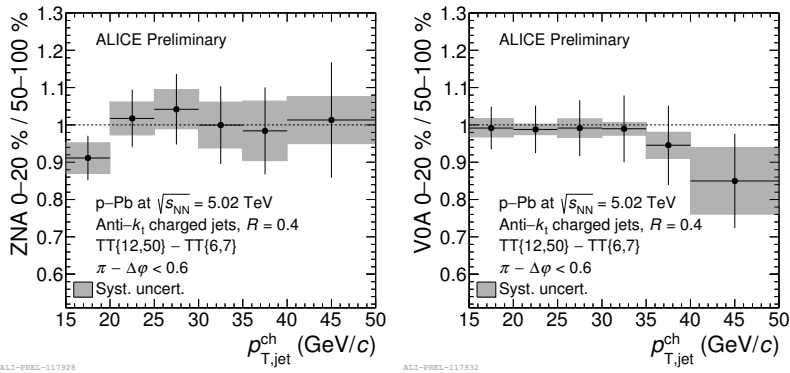 ZNA 0–20 % / 50–100 %
1.3
1.2
1.1
1
0.9
0.8
0.7
0.6
ALICE Preliminary
p–Pb at √sNN = 5.02 TeV
Anti–kt charged jets, R = 0.4
TT{12,50} – TT{6,7}
π – Δφ < 0.6
Syst. uncert.
15 20 25 30 35 40 45 50
p ch T,jet (GeV/c)
ALI-PREL-117928
V0A 0–20 % / 50–100 %
1.3
1.2
1.1
1
0.9
0.8
0.7
0.6
ALICE Preliminary
p–Pb at √sNN = 5.02 TeV
Anti–kt charged jets, R = 0.4
TT{12,50} – TT{6,7}
π – Δφ < 0.6
Syst. uncert.
15 20 25 30 35 40 45 50
p ch T,jet (GeV/c)
ALI-PREL-117932